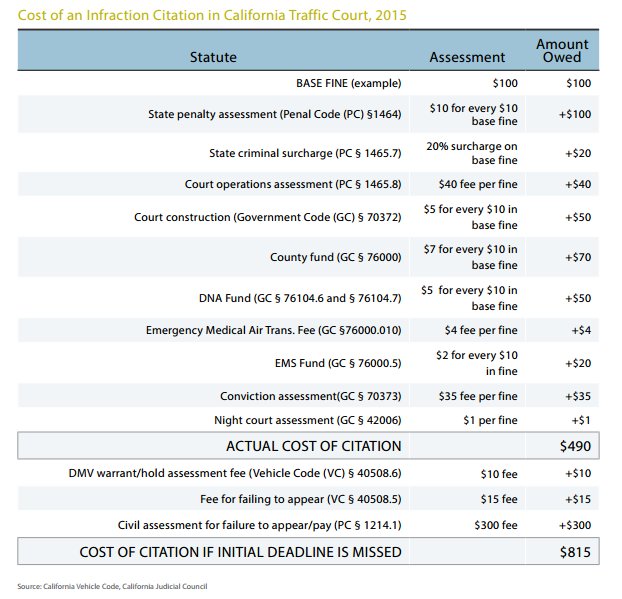 Cost of an Infraction Citation in California Traffic Court, 2015
Statute Assessment Amount Owed
BASE FINE (example) $100 $100
State penalty assessment (Penal Code (PC) §1464) $10 for every $10 base fine +$100
State criminal surcharge (PC § 1465.7) 20% surcharge on base fine +$20
Court operations assessment (PC § 1465.8) $40 fee per fine +$40
Court construction (Government Code (GC) § 70372) $5 for every $10 in base fine +$50
County fund (GC § 76000) $7 for every $10 in base fine +$70
DNA Fund (GC § 76104.6 and § 76104.7) $5 for every $10 in base fine +$50
Emergency Medical Air Trans. Fee (GC §76000.010) $4 fee per fine +$4
EMS Fund (GC § 76000.5) $2 for every $10 in fine +$20
Conviction assessment(GC § 70373) $35 fee per fine +$35
Night court assessment (GC § 42006) $1 per fine +$1
ACTUAL COST OF CITATION $490
DMV warrant/hold assessment fee (Vehicle Code (VC) § 40508.6) $10 fee +$10
Fee for failing to appear (VC § 40508.5) $15 fee +$15
Civil assessment for failure to appear/pay (PC § 1214.1) $300 fee +$300
COST OF CITATION IF INITIAL DEADLINE IS MISSED $815
Source: California Vehicle Code, California Judicial Council